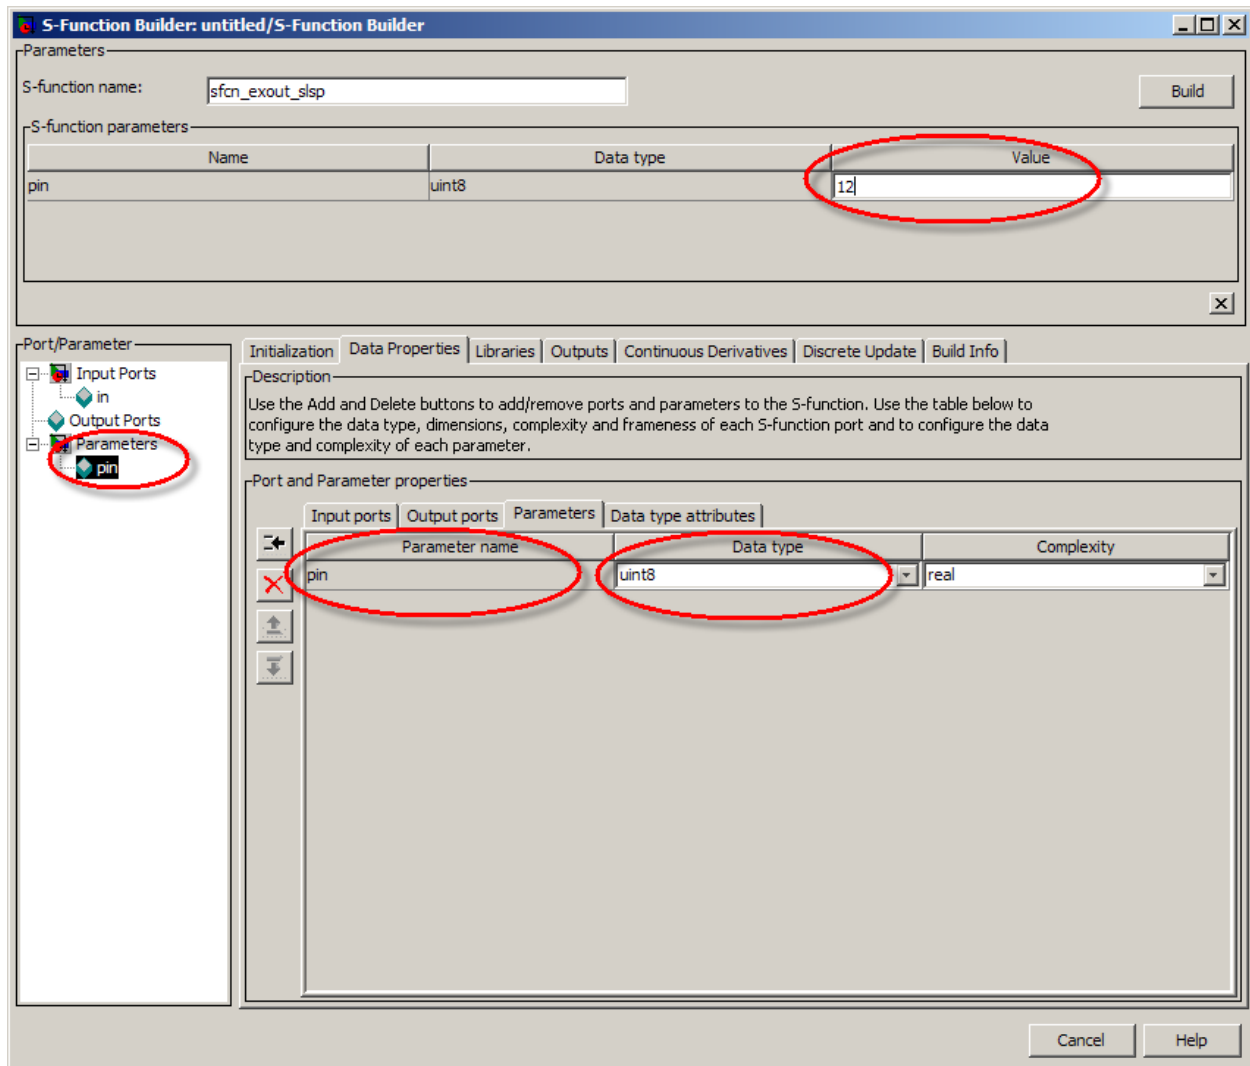 S-Function Builder: untitled/S-Function Builder
Parameters
S-function name: sfcn_exout_slsp Build
S-function parameters
Name Data type Value
pin uint8 12
Port/Parameter
Input Ports
in
Output Ports
Parameters
pin
Initialization Data Properties Libraries Outputs Continuous Derivatives Discrete Update Build Info
Description
Use the Add and Delete buttons to add/remove ports and parameters to the S-function. Use the table below to
configure the data type, dimensions, complexity and frameness of each S-function port and to configure the data
type and complexity of each parameter.
Port and Parameter properties
Input ports Output ports Parameters Data type attributes
Parameter name Data type Complexity
pin uint8 real
Cancel Help